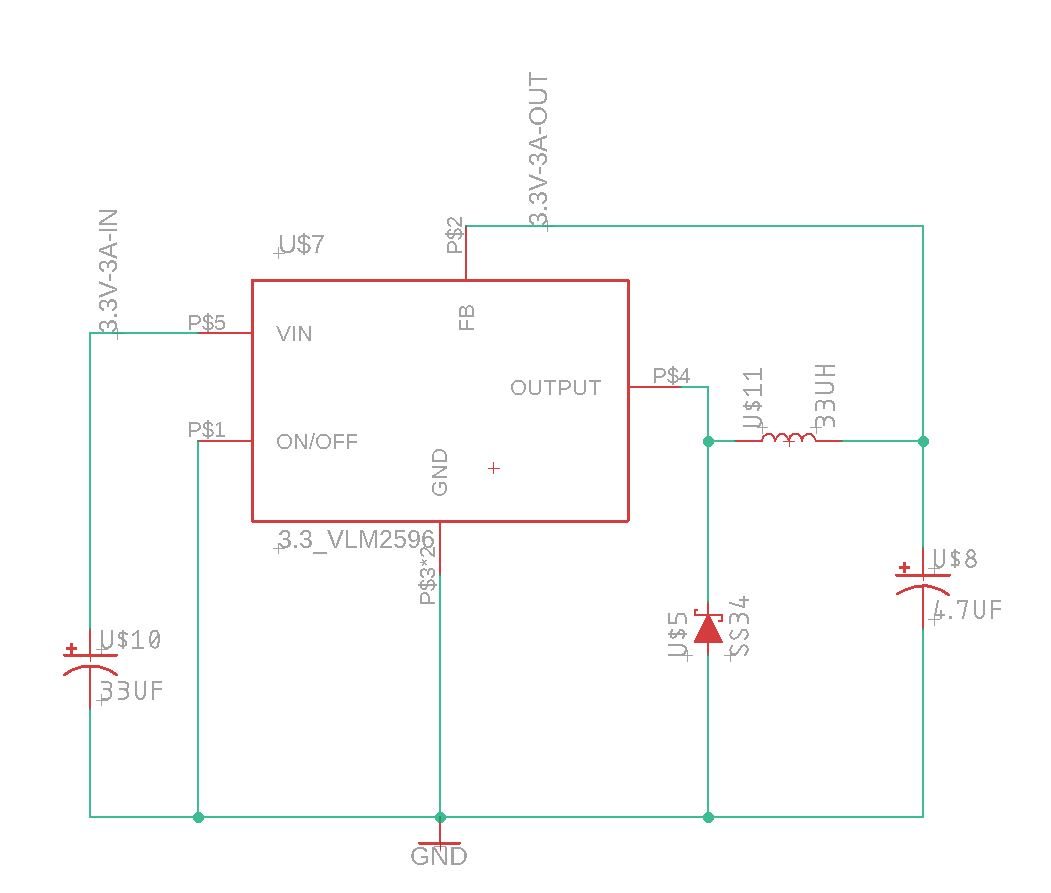 3.3V-3A-OUT
3.3V-3A-IN
P$2
U$7
P$5
VIN
FB
P$4
OUTPUT
U$11
33UH
P$1
ON/OFF
GND
3.3_VLM2596
P$3*2
U$8
4.7UF
U$5
SS34
U$10
33UF
GND